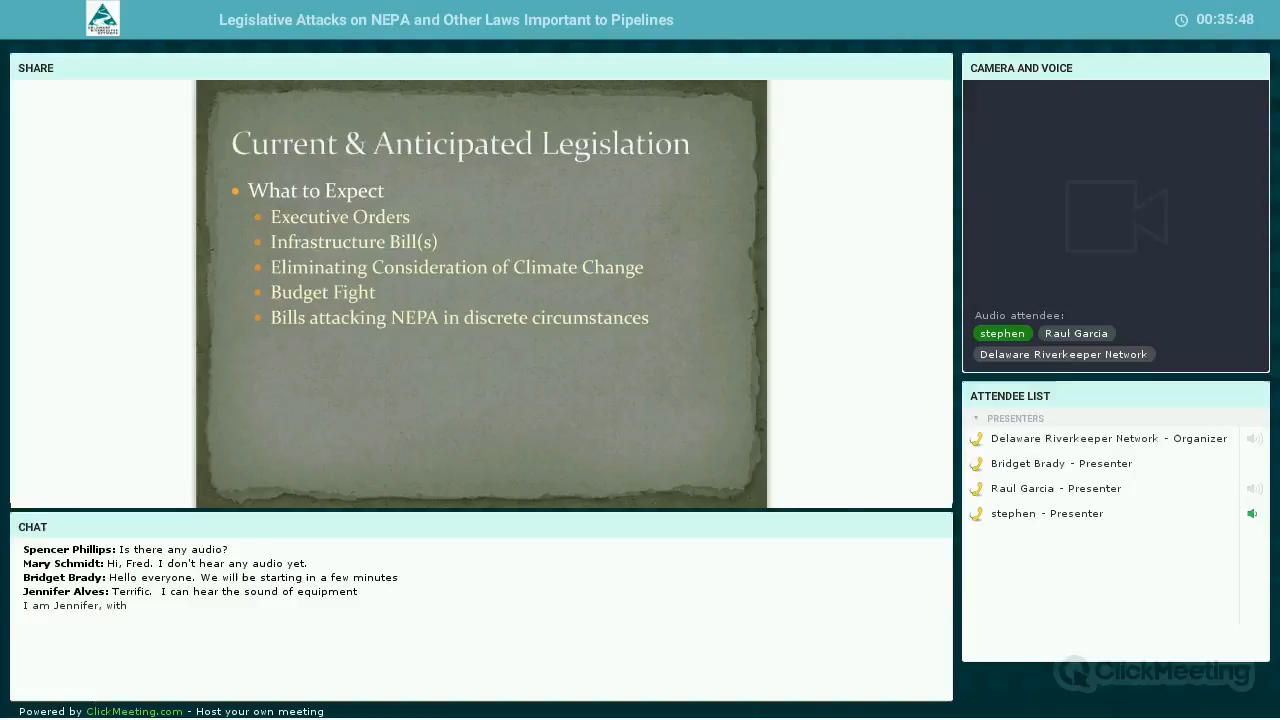 Legislative Attacks on NEPA and Other Laws Important to Pipelines
00:35:48
SHARE
Current & Anticipated Legislation
What to Expect
Executive Orders
Infrastructure Bill(s)
Eliminating Consideration of Climate Change
Budget Fight
Bills attacking NEPA in discrete circumstances
CHAT
Spencer Phillips: Is there any audio?
Mary Schmidt: Hi, Fred. I don't hear any audio yet.
Bridget Brady: Hello everyone. We will be starting in a few minutes
Jennifer Alves: Terrific. I can hear the sound of equipment
I am Jennifer, with
CAMERA AND VOICE
Audio attendee:
stephen Raul Garcia
Delaware Riverkeeper Network
ATTENDEE LIST
PRESENTERS
Delaware Riverkeeper Network - Organizer
Bridget Brady - Presenter
Raul Garcia - Presenter
stephen - Presenter
ClickMeeting
Powered by ClickMeeting.com - Host your own meeting